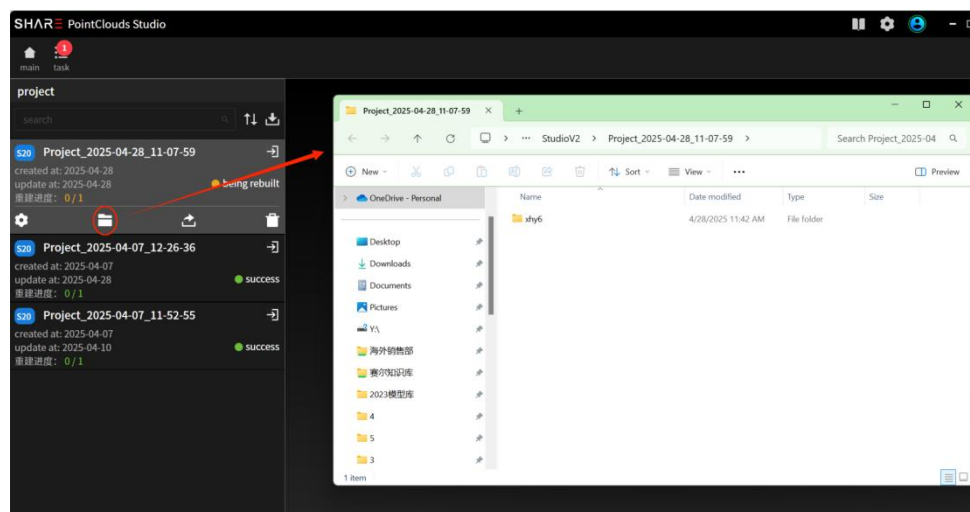 SHARE PointClouds Studio
main
task
1
project
search
S20 Project_2025-04-28_11-07-59
created at: 2025-04-28
update at: 2025-04-28
being rebuilt
重建进度: 0/1
S20 Project_2025-04-07_12-26-36
created at: 2025-04-07
update at: 2025-04-28
success
重建进度: 0/1
S20 Project_2025-04-07_11-52-55
created at: 2025-04-07
update at: 2025-04-10
success
重建进度: 0/1
Project_2025-04-28_11-07-59
StudioV2 > Project_2025-04-28_11-07-59 >
Search Project_2025-04
New
Sort
View
Preview
OneDrive - Personal
Name Date modified Type Size
xhy6 4/28/2025 11:42 AM File folder
Desktop
Downloads
Documents
Pictures
Y:\
海外销售部
赛尔知识库
2023模型库
4
5
3
1 item